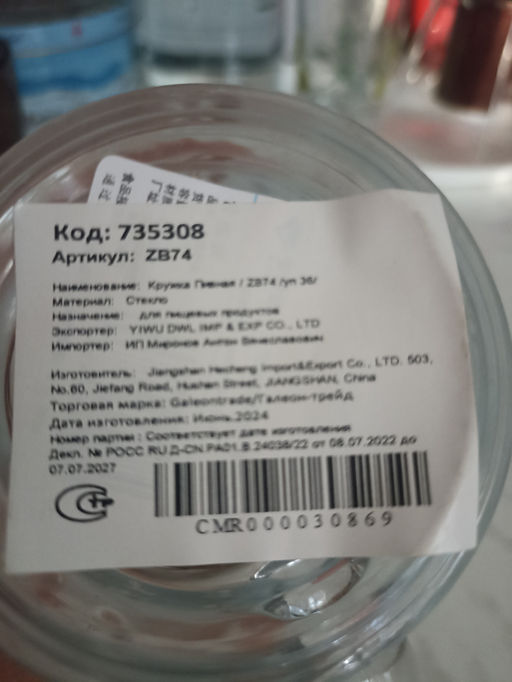 Код: 735308
Артикул: ZB74
Наименование: Кружка Пивная / ZB74 /уп 36/
Материал: Стекло
Назначение: для пищевых продуктов
Экспортер: YIWU DWL IMP & EXP CO., LTD
Импортер: ИП Миронов Антон Вячеславович
Изготовитель: Jiangshan Hecheng Import&Export Co., LTD. 503,
No.60, Jiefang Road, Hushan Street, JIANGSHAN, China
Торговая марка: Galeontrade/Галеон-трейд
Дата изготовления: Июнь.2024
Номер партии: Соответствует дате изготовления
Декл. № РОСС RU Д-CN.РА01.В.24038/22 от 08.07.2022 до
07.07.2027
CMR000030869